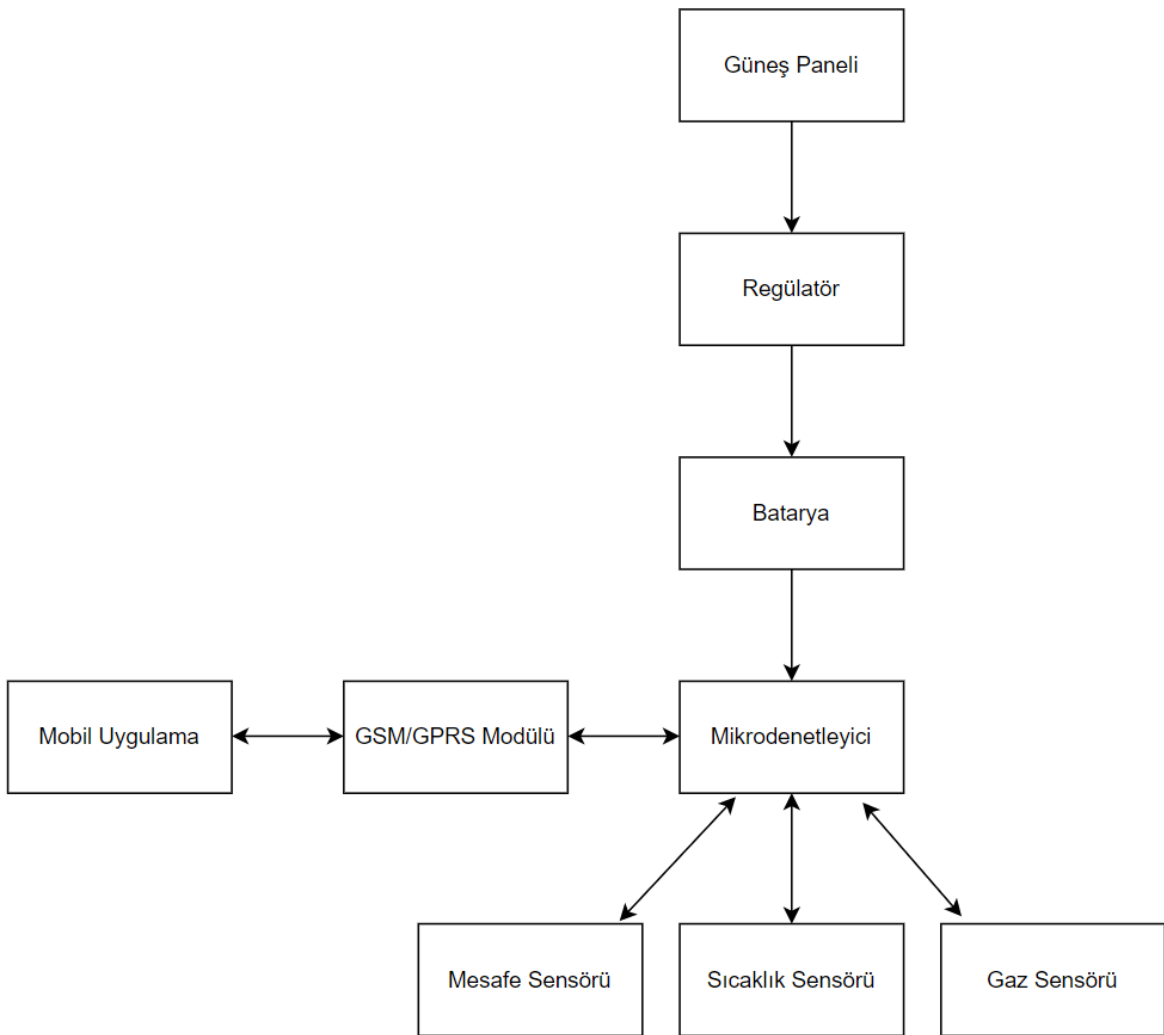 Güneş Paneli
Regülatör
Batarya
Mobil Uygulama
GSM/GPRS Modülü
Mikrodenetleyici
Mesafe Sensörü
Sıcaklık Sensörü
Gaz Sensörü